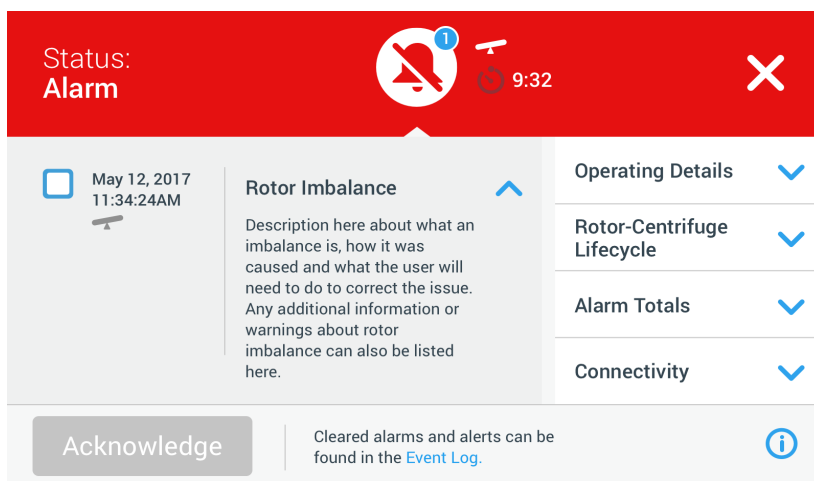 Status:
Alarm
1
9:32
May 12, 2017
11:34:24AM
Rotor Imbalance
Description here about what an
imbalance is, how it was
caused and what the user will
need to do to correct the issue.
Any additional information or
warnings about rotor
imbalance can also be listed
here.
Operating Details
Rotor-Centrifuge
Lifecycle
Alarm Totals
Connectivity
Acknowledge
Cleared alarms and alerts can be
found in the Event Log.